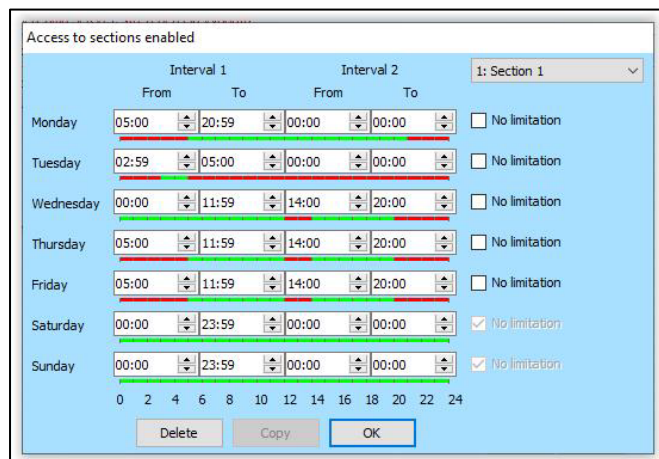 Access to sections enabled
Interval 1 Interval 2 1: Section 1
From To From To
Monday 05:00 20:59 00:00 00:00 No limitation
Tuesday 02:59 05:00 00:00 00:00 No limitation
Wednesday 00:00 11:59 14:00 20:00 No limitation
Thursday 05:00 11:59 14:00 20:00 No limitation
Friday 05:00 11:59 14:00 20:00 No limitation
Saturday 00:00 23:59 00:00 00:00 No limitation
Sunday 00:00 23:59 00:00 00:00 No limitation
0 2 4 6 8 10 12 14 16 18 20 22 24
Delete Copy OK